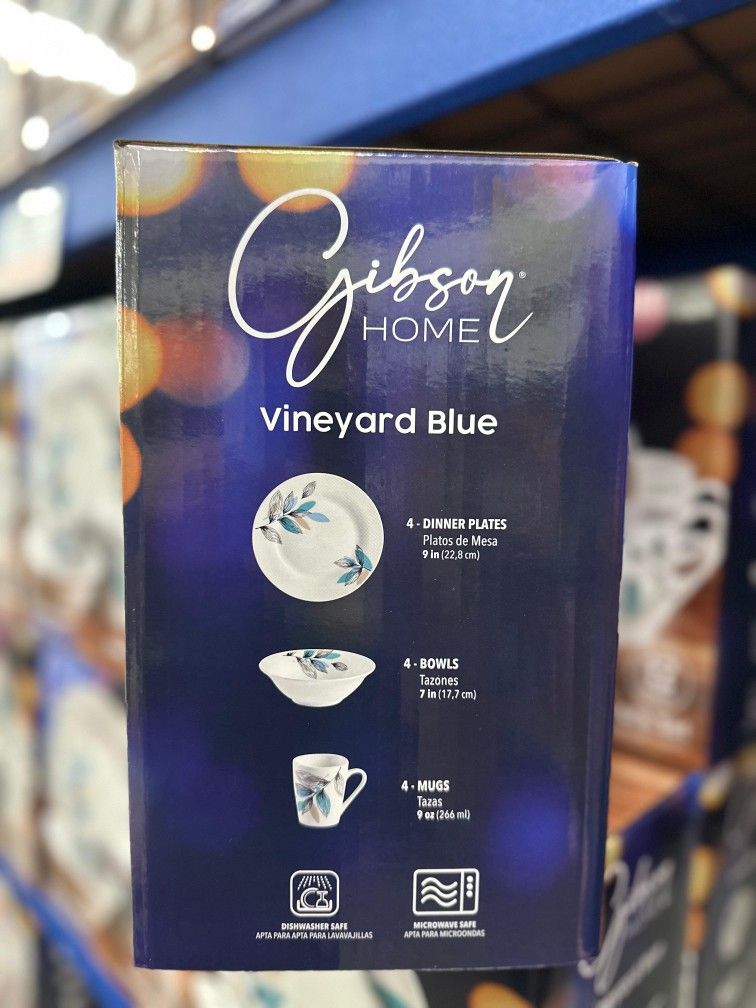 Gibson®
HOME
Vineyard Blue
4 - DINNER PLATES
Platos de Mesa
9 in (22,8 cm)
4 - BOWLS
Tazones
7 in (17,7 cm)
4 - MUGS
Tazas
9 oz (266 ml)
DISHWASHER SAFE
APTA PARA APTA PARA LAVAVAJILLAS
MICROWAVE SAFE
APTA PARA MICROONDAS
Gibson
HOME